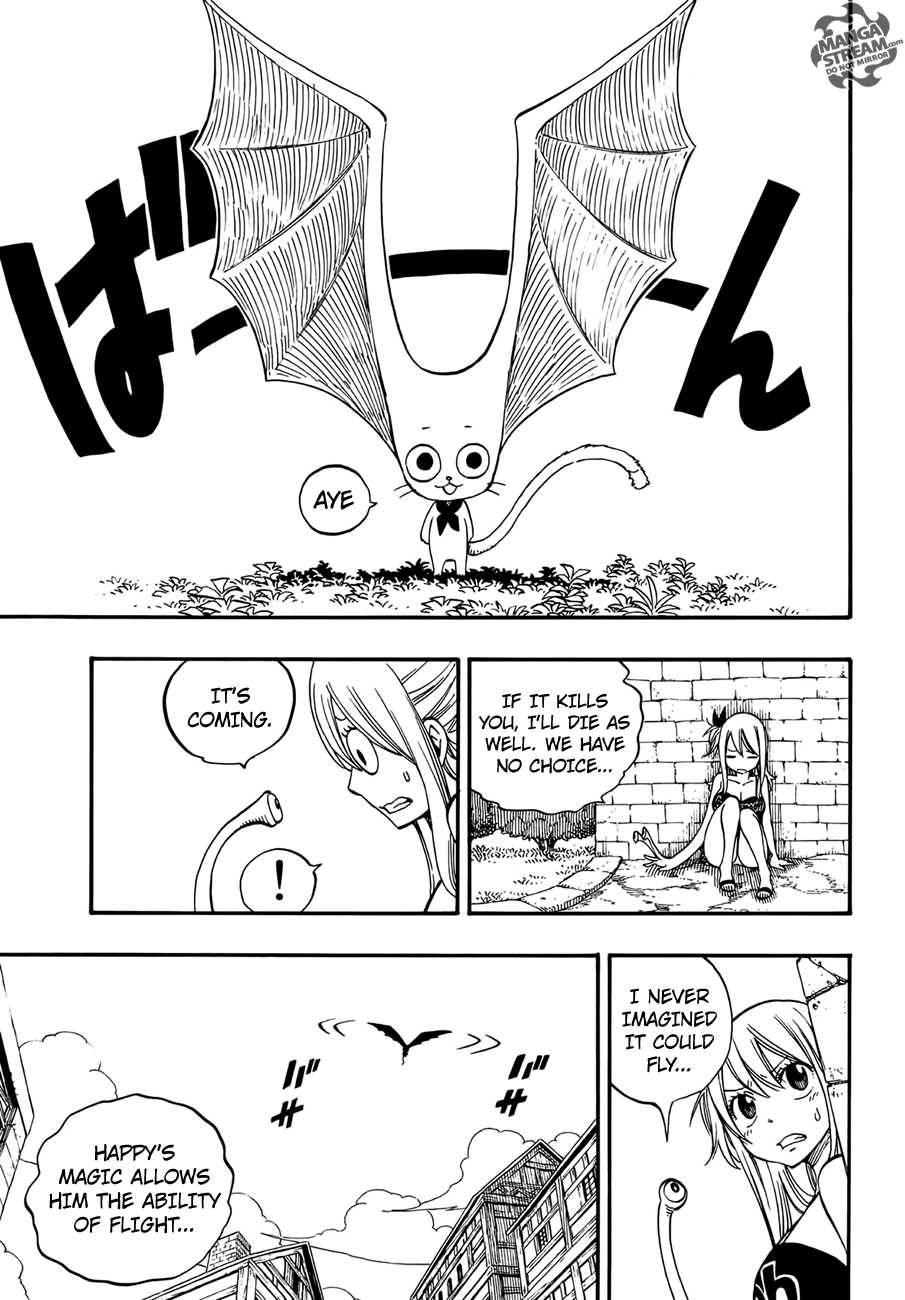 MANGA
STREAM.com
DO NOT MIRROR
ばーーん
AYE
IF IT KILLS
YOU, I'LL DIE AS
WELL. WE HAVE
NO CHOICE...
IT'S
COMING.
!
I NEVER
IMAGINED
IT COULD
FLY...
バサ
バサ
HAPPY'S
MAGIC ALLOWS
HIM THE ABILITY
OF FLIGHT...